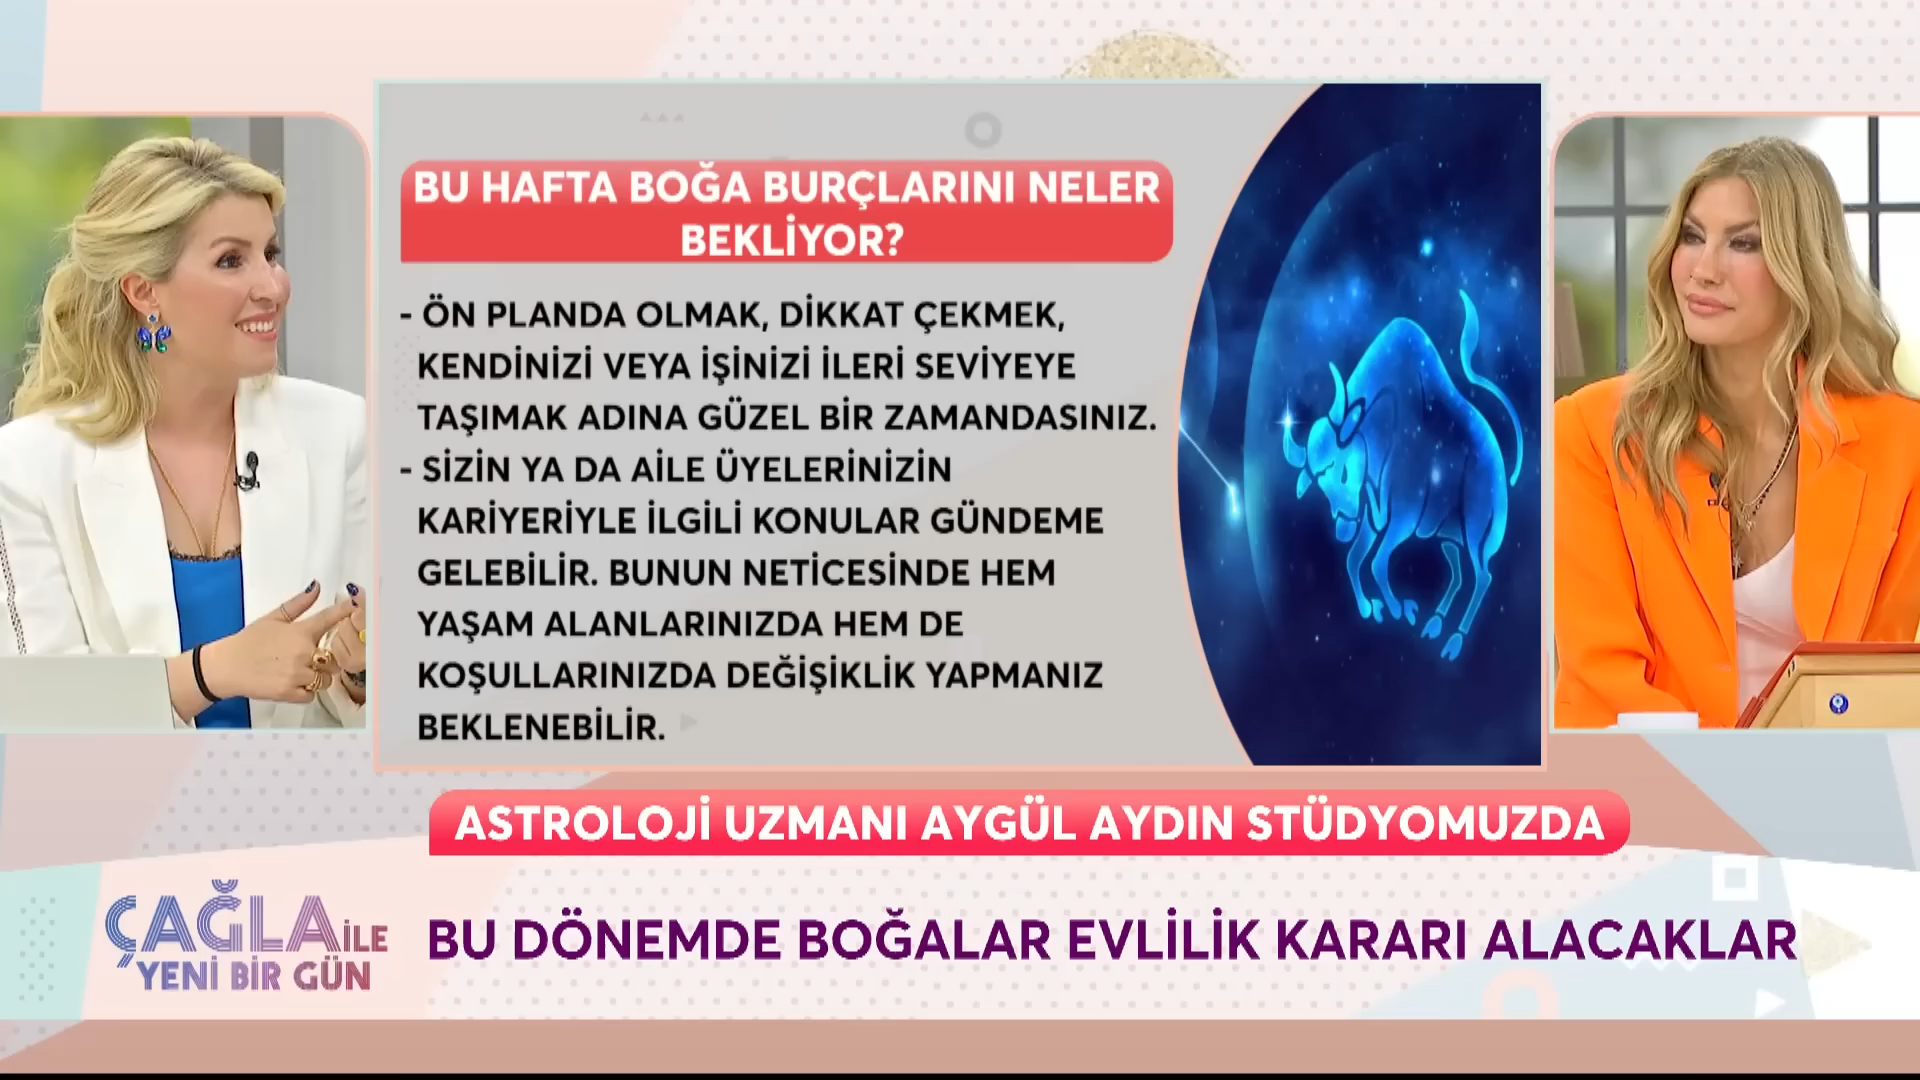 BU HAFTA BOĞA BURÇLARINI NELER
BEKLİYOR?
- ÖN PLANDA OLMAK, DİKKAT ÇEKMEK,
KENDİNİZİ VEYA İŞİNİZİ İLERİ SEVİYEYE
TAŞIMAK ADINA GÜZEL BİR ZAMANDASINIZ.
- SİZİN YA DA AİLE ÜYELERİNİZİN
KARİYERİYLE İLGİLİ KONULAR GÜNDEME
GELEBİLİR. BUNUN NETİCESİNDE HEM
YAŞAM ALANLARINIZDA HEM DE
KOŞULLARINIZDA DEĞİŞİKLİK YAPMANIZ
BEKLENEBİLİR.
ASTROLOJİ UZMANI AYGÜL AYDIN STÜDYOMUZDA
ÇAĞLA İLE
YENİ BİR GÜN
BU DÖNEMDE BOĞALAR EVLİLİK KARARI ALACAKLAR